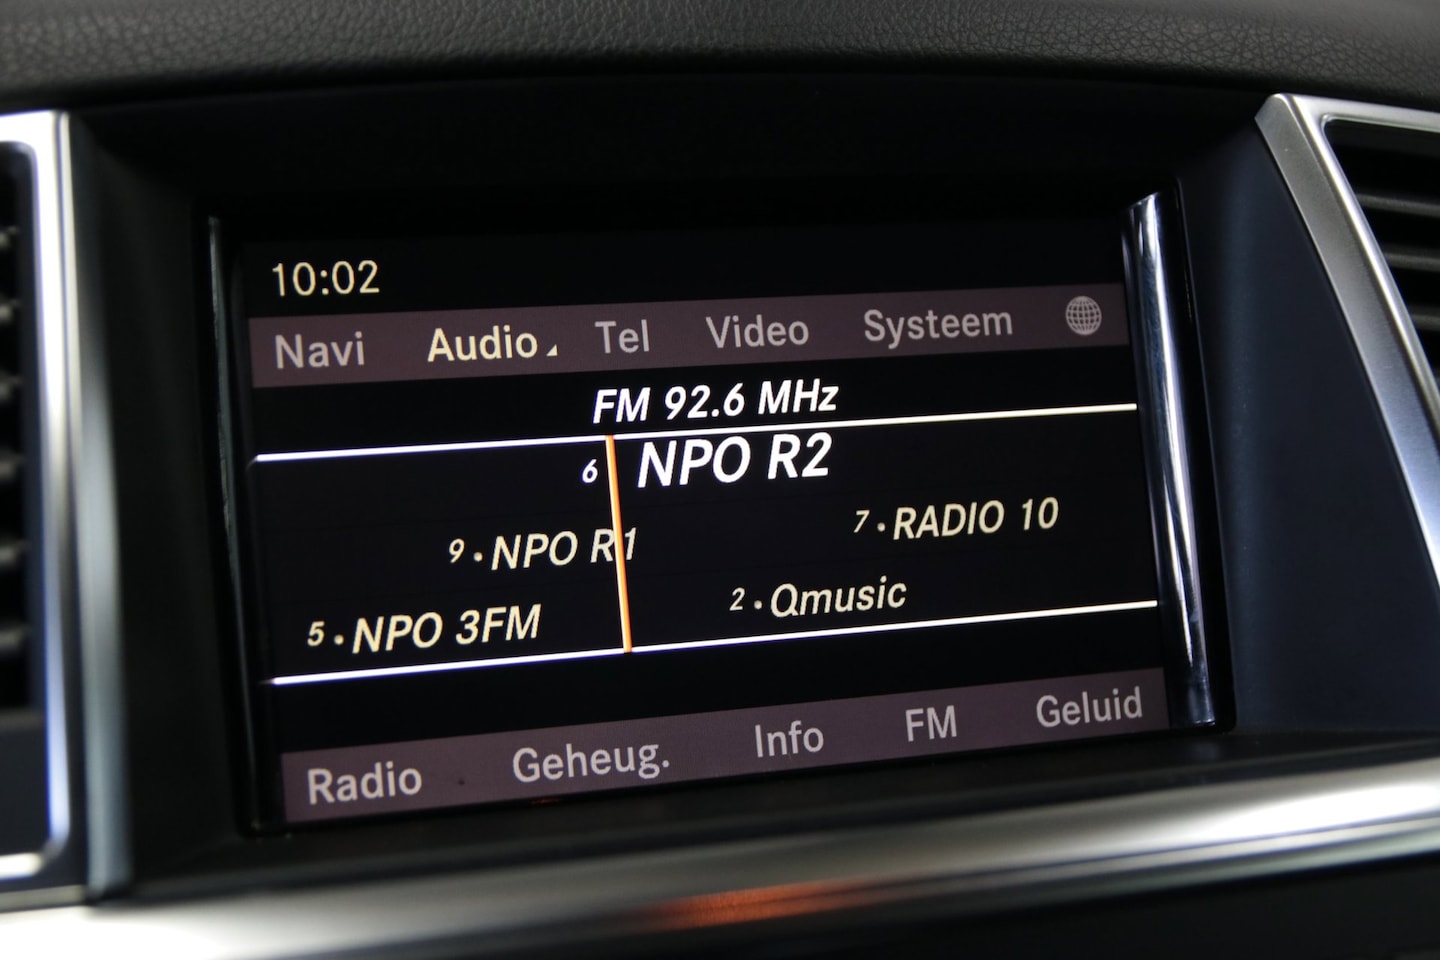 10:02
Navi Audio Tel Video Systeem
FM 92.6 MHz
6 NPO R2
7 • RADIO 10
9 • NPO R1
2 • Qmusic
5 • NPO 3FM
Radio Geheug. Info FM Geluid